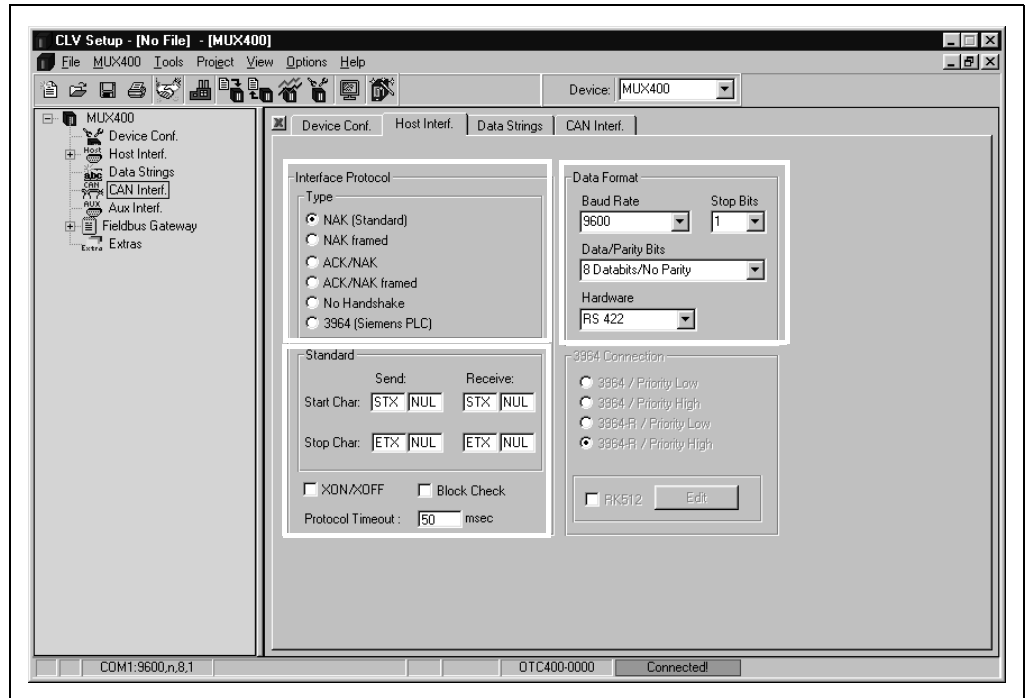 CLV Setup - [No File] - [MUX400]
File MUX400 Tools Project View Options Help
Device: MUX400
MUX400
Device Conf.
Host Host Interf.
abc Data Strings
CAN CAN Interf.
AUX Aux Interf.
Fieldbus Gateway
Extra Extras
Device Conf. Host Interf. Data Strings CAN Interf.
Interface Protocol
Type
NAK (Standard)
NAK framed
ACK/NAK
ACK/NAK framed
No Handshake
3964 (Siemens PLC)
Data Format
Baud Rate Stop Bits
9600 1
Data/Parity Bits
8 Databits/No Parity
Hardware
RS 422
Standard
Send: Receive:
Start Char: STX NUL STX NUL
Stop Char: ETX NUL ETX NUL
XON/XOFF Block Check
Protocol Timeout : 50 msec
3964 Connection
3964 / Priority Low
3964 / Priority High
3964-R / Priority Low
3964-R / Priority High
RK512 Edit
COM1:9600,n,8,1 OTC400-0000 Connected!